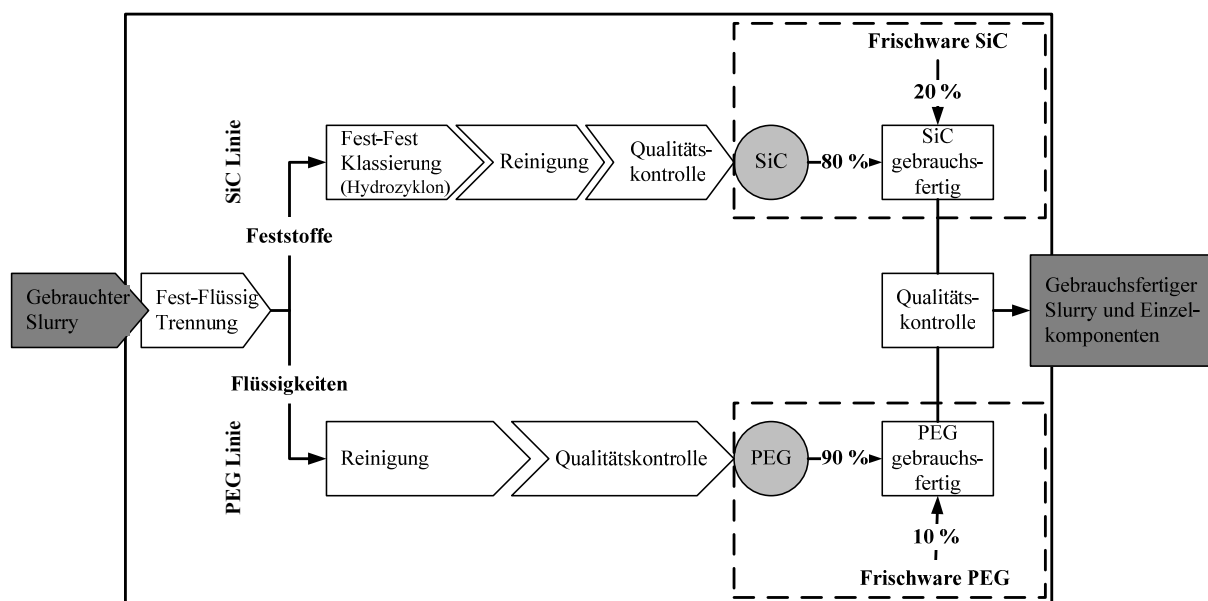 Frischware SiC
20 %
SiC Linie
Fest-Fest
Klassierung
(Hydrozyklon)
Reinigung
Qualitäts-
kontrolle
SiC
80 %
SiC
gebrauchs-
fertig
Feststoffe
Gebrauchter
Slurry
Fest-Flüssig
Trennung
Qualitäts-
kontrolle
Gebrauchsfertiger
Slurry und Einzel-
komponenten
Flüssigkeiten
PEG Linie
Reinigung
Qualitätskontrolle
PEG
90 %
PEG
gebrauchs-
fertig
10 %
Frischware PEG